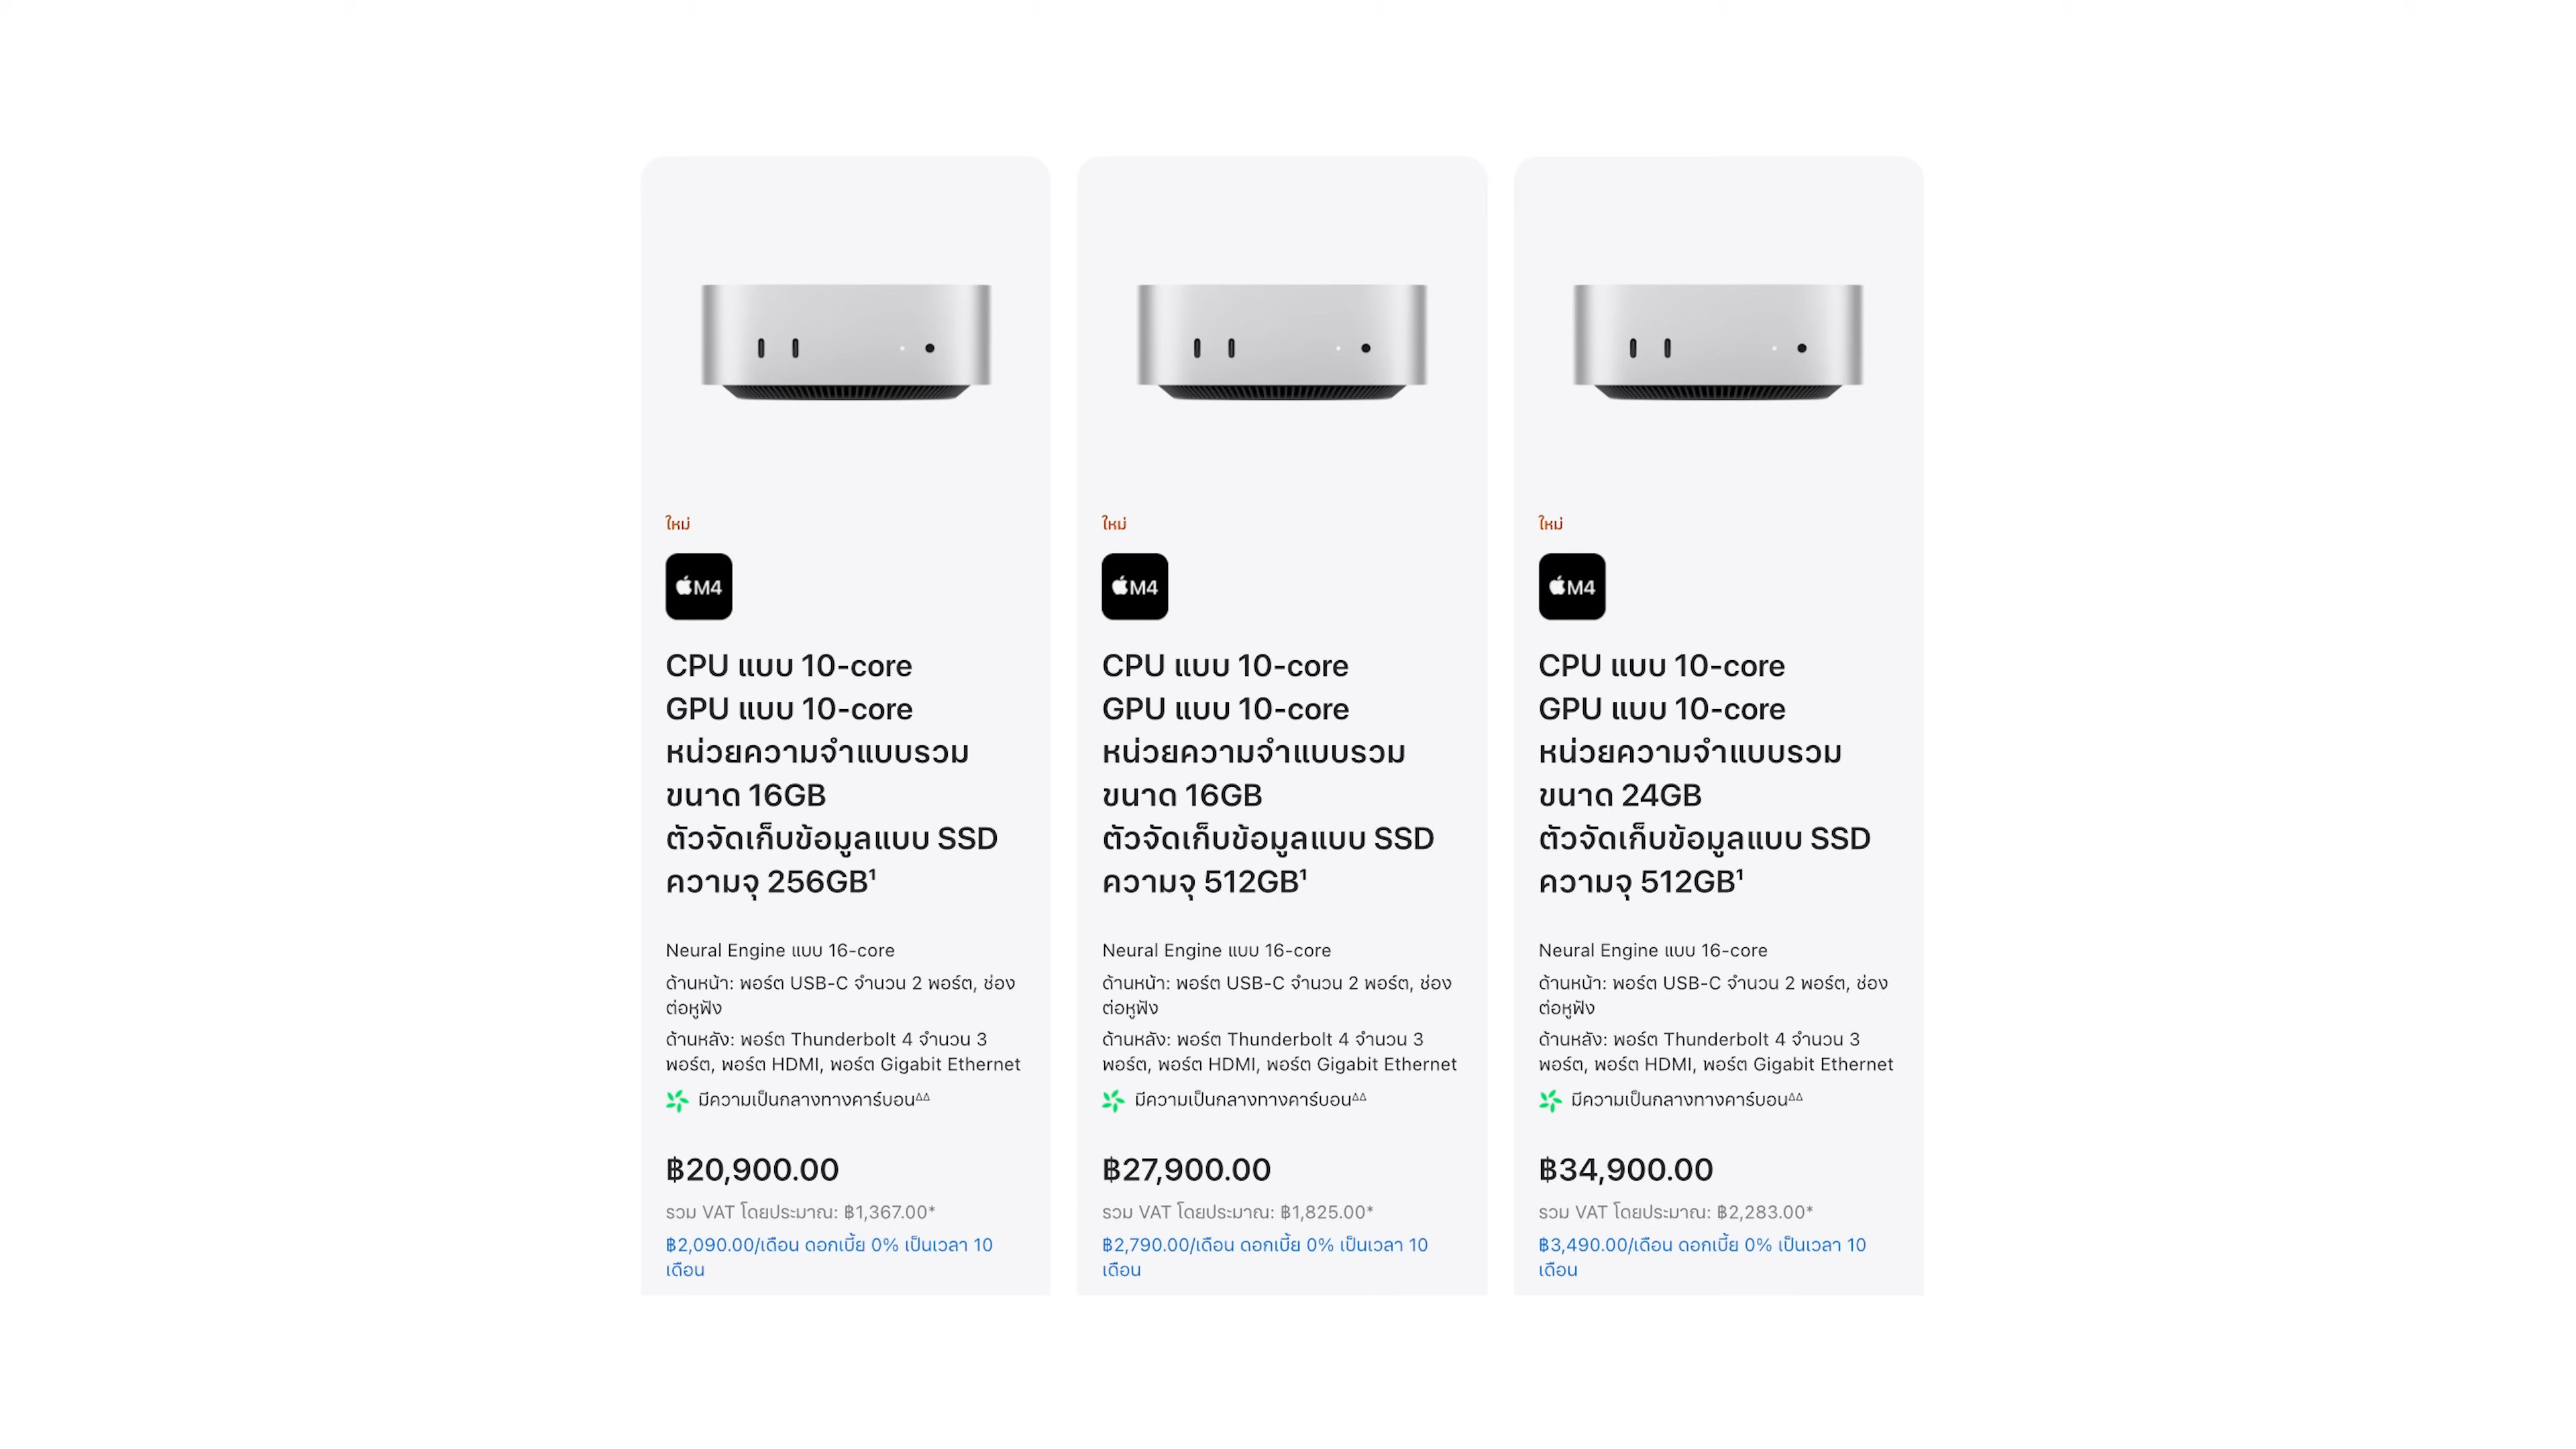 ใหม่
M4
CPU แบบ 10-core
GPU แบบ 10-core
หน่วยความจำแบบรวม
ขนาด 16GB
ตัวจัดเก็บข้อมูลแบบ SSD
ความจุ 256GB¹
Neural Engine แบบ 16-core
ด้านหน้า: พอร์ต USB-C จำนวน 2 พอร์ต, ช่อง
ต่อหูฟัง
ด้านหลัง: พอร์ต Thunderbolt 4 จำนวน 3
พอร์ต, พอร์ต HDMI, พอร์ต Gigabit Ethernet
มีความเป็นกลางทางคาร์บอน△△
฿20,900.00
รวม VAT โดยประมาณ: ฿1,367.00*
฿2,090.00/เดือน ดอกเบี้ย 0% เป็นเวลา 10
เดือน
ใหม่
M4
CPU แบบ 10-core
GPU แบบ 10-core
หน่วยความจำแบบรวม
ขนาด 16GB
ตัวจัดเก็บข้อมูลแบบ SSD
ความจุ 512GB¹
Neural Engine แบบ 16-core
ด้านหน้า: พอร์ต USB-C จำนวน 2 พอร์ต, ช่อง
ต่อหูฟัง
ด้านหลัง: พอร์ต Thunderbolt 4 จำนวน 3
พอร์ต, พอร์ต HDMI, พอร์ต Gigabit Ethernet
มีความเป็นกลางทางคาร์บอน△△
฿27,900.00
รวม VAT โดยประมาณ: ฿1,825.00*
฿2,790.00/เดือน ดอกเบี้ย 0% เป็นเวลา 10
เดือน
ใหม่
M4
CPU แบบ 10-core
GPU แบบ 10-core
หน่วยความจำแบบรวม
ขนาด 24GB
ตัวจัดเก็บข้อมูลแบบ SSD
ความจุ 512GB¹
Neural Engine แบบ 16-core
ด้านหน้า: พอร์ต USB-C จำนวน 2 พอร์ต, ช่อง
ต่อหูฟัง
ด้านหลัง: พอร์ต Thunderbolt 4 จำนวน 3
พอร์ต, พอร์ต HDMI, พอร์ต Gigabit Ethernet
มีความเป็นกลางทางคาร์บอน△△
฿34,900.00
รวม VAT โดยประมาณ: ฿2,283.00*
฿3,490.00/เดือน ดอกเบี้ย 0% เป็นเวลา 10
เดือน